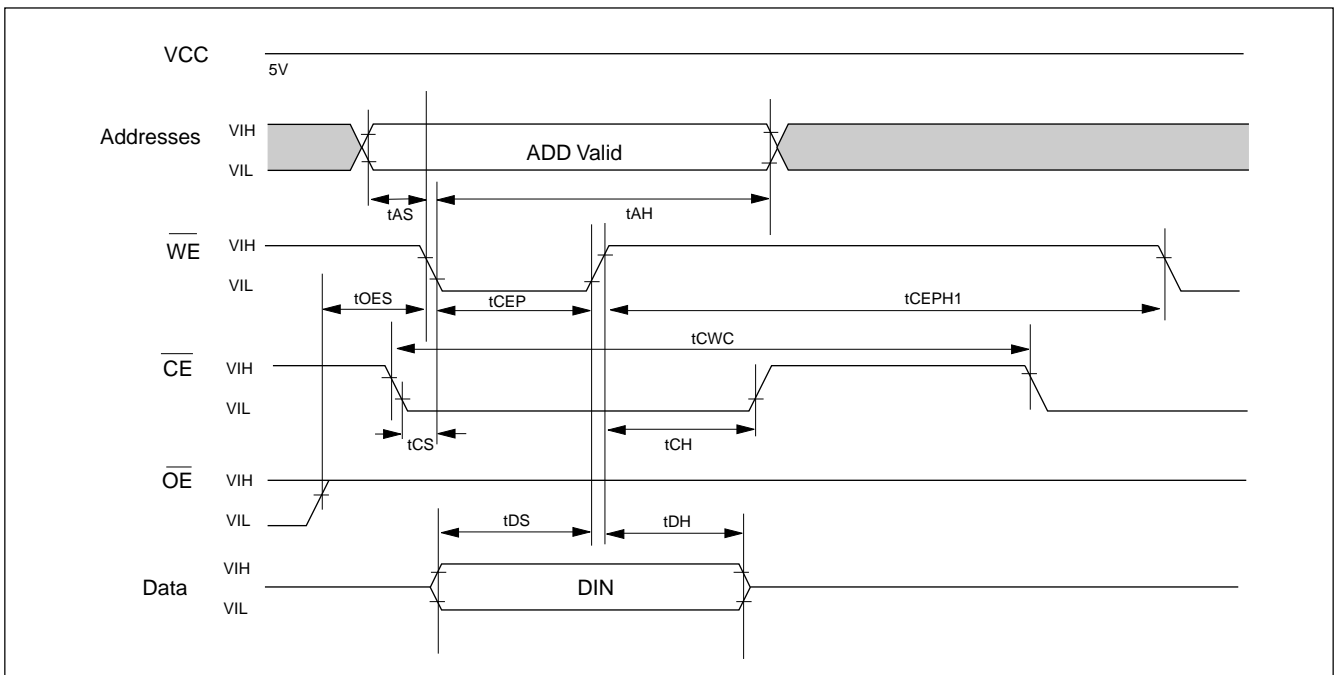 VCC
5V
Addresses
VIH
VIL
ADD Valid
tAS
tAH
WE
VIH
VIL
tOES
tCEP
tCEPH1
tCWC
CE
VIH
VIL
tCS
tCH
OE
VIH
VIL
tDS
tDH
Data
VIH
VIL
DIN